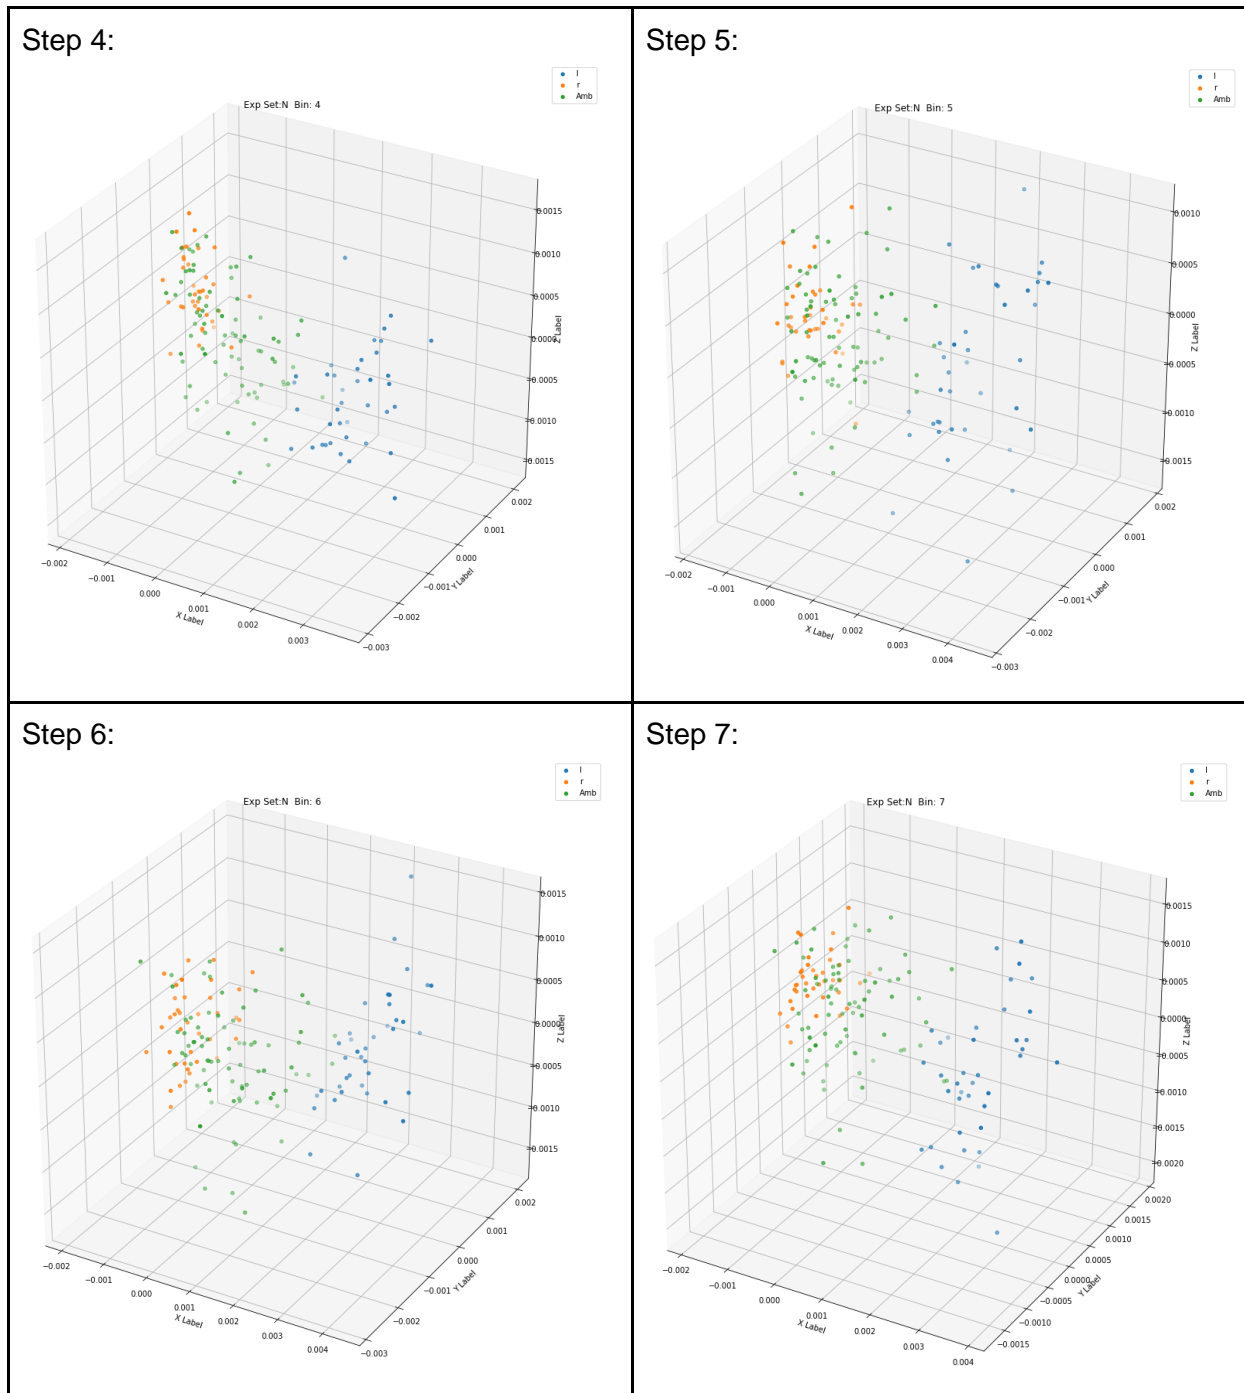 Step 4:
l
r
Amb
Exp Set:N Bin: 4
0.0015
0.0010
0.0005
0.0000
Z Label
0.0005
0.0010
0.0015
0.002
0.001
0.000
−0.001
Y Label
−0.002
−0.003
−0.002
−0.001
0.000
0.001
X Label
0.002
0.003
Step 5:
l
r
Amb
Exp Set:N Bin: 5
0.0010
0.0005
0.0000
Z Label
0.0005
0.0010
0.0015
0.002
0.001
0.000
−0.001
Y Label
−0.002
−0.003
−0.002
−0.001
0.000
0.001
X Label
0.002
0.003
0.004
Step 6:
l
r
Amb
Exp Set:N Bin: 6
0.0015
0.0010
0.0005
0.0000
Z Label
0.0005
0.0010
0.0015
0.002
0.001
0.000
−0.001
Y Label
−0.002
−0.003
−0.002
−0.001
0.000
0.001
X Label
0.002
0.003
0.004
Step 7:
l
r
Amb
Exp Set:N Bin: 7
0.0015
0.0010
0.0005
0.0000
Z Label
0.0005
0.0010
0.0015
0.0020
0.0020
0.0015
0.0010
0.0005
0.0000
Y Label
−0.0005
−0.0010
−0.0015
−0.002
−0.001
0.000
0.001
X Label
0.002
0.003
0.004